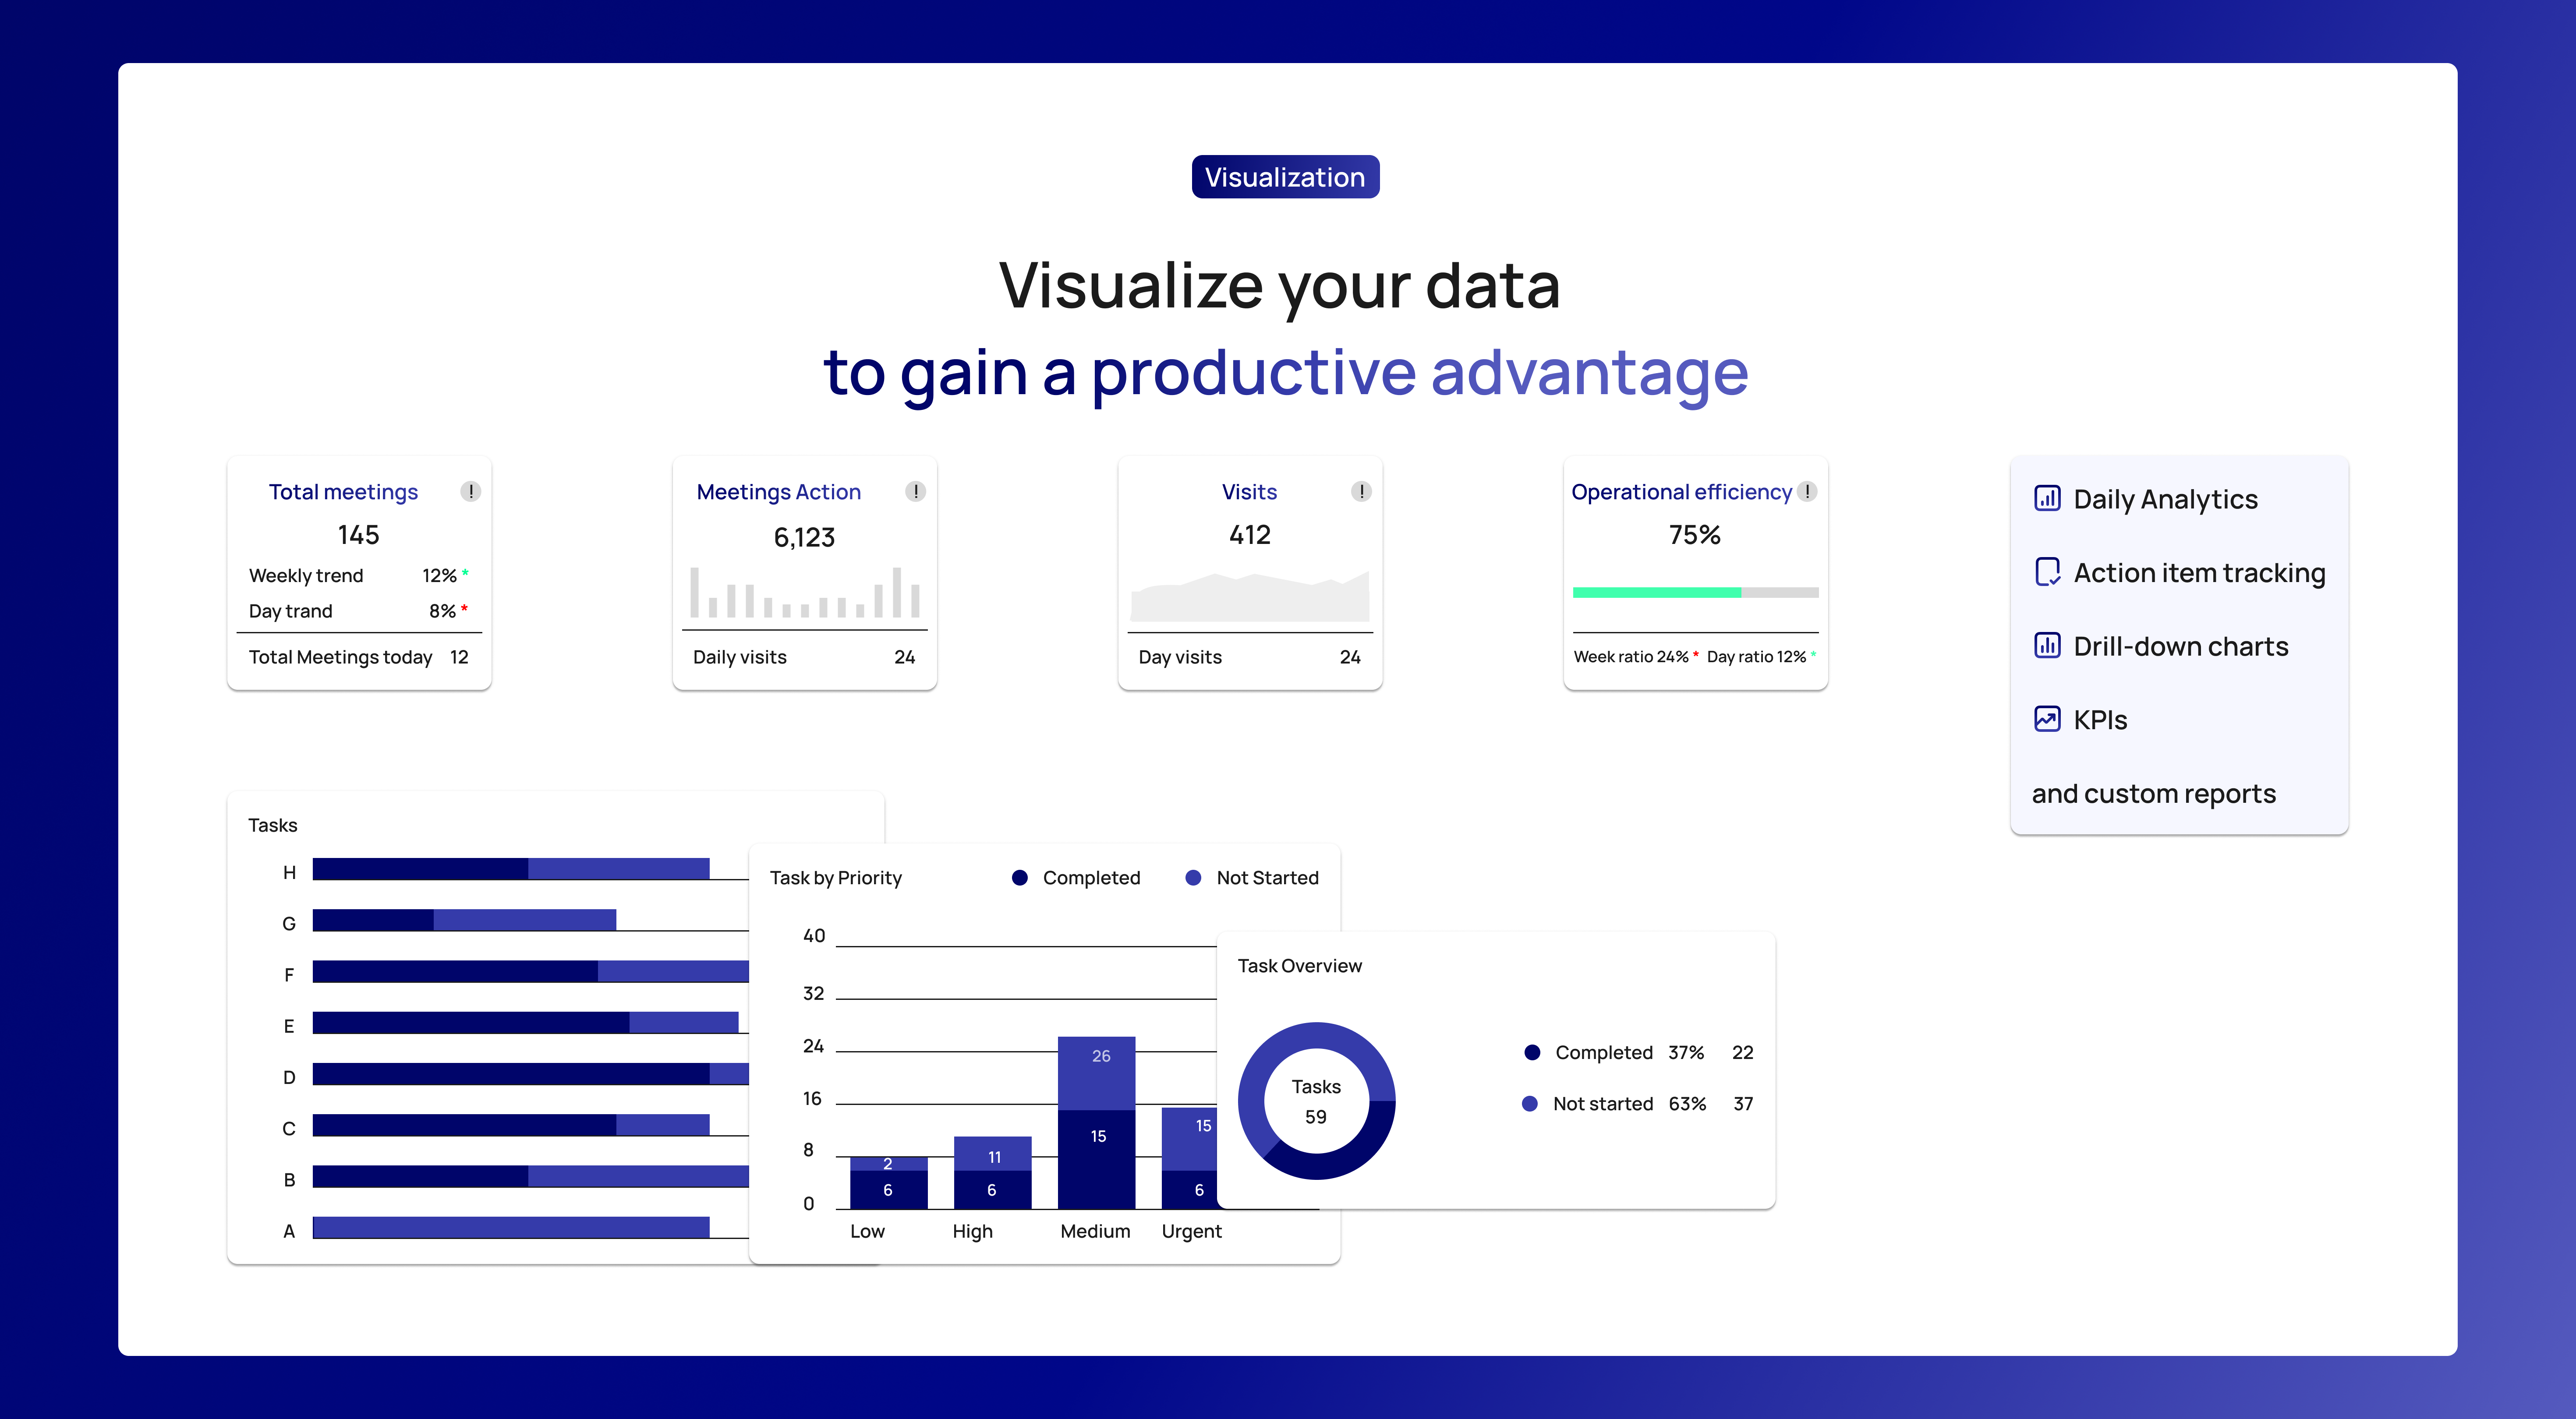 Visualization
Visualize your data
to gain a productive advantage
Total meetings !
145
Weekly trend 12% *
Day trand 8% *
Total Meetings today 12
Meetings Action !
6,123
Daily visits 24
Visits !
412
Day visits 24
Operational efficiency !
75%
Week ratio 24% * Day ratio 12% *
Daily Analytics
Action item tracking
Drill-down charts
KPIs
and custom reports
Tasks
H
G
F
E
D
C
B
A
Task by Priority Completed Not Started
40
32
24
16
8
0
2
6
11
6
26
15
15
6
Low High Medium Urgent
Task Overview
Tasks
59
Completed 37% 22
Not started 63% 37